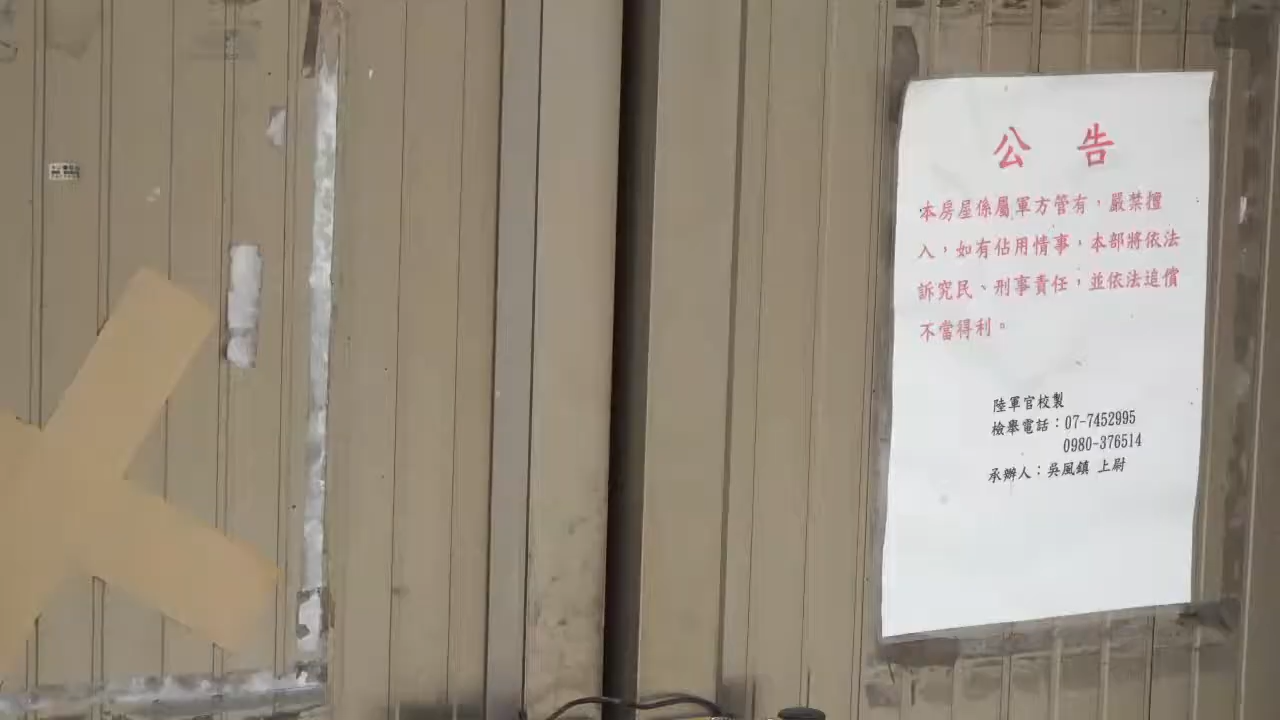 公 告
本房屋係屬軍方管有，嚴禁擅
入，如有佔用情事，本部將依法
訴究民、刑事責任，並依法追償
不當得利。
陸軍官校製
檢舉電話：07-7452995
0980-376514
承辦人：吳風鎮 上尉